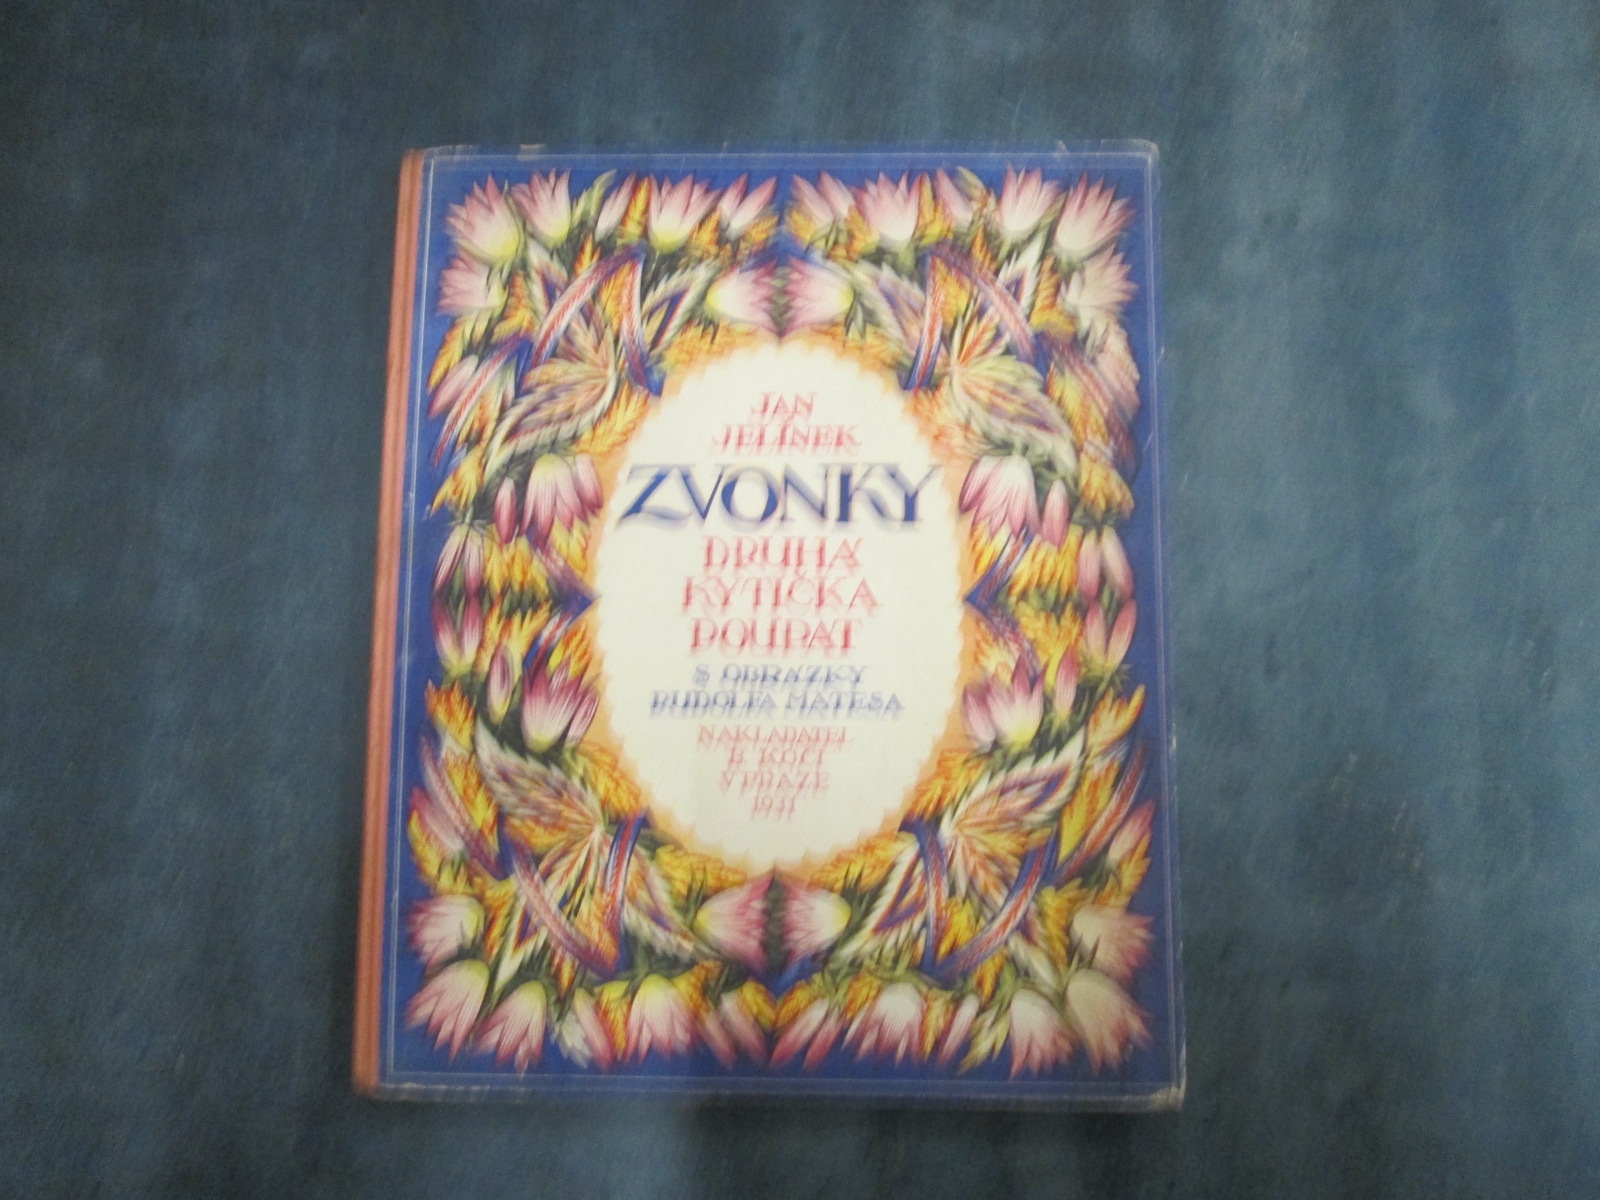 JAN
JELÍNEK
ZVONKY
DRUHÁ
KYTIČKA
POUPAT
S OBRÁZKY
RUDOLFA MATESA
NAKLADATEL
B. KOČÍ
V PRAZE
1931